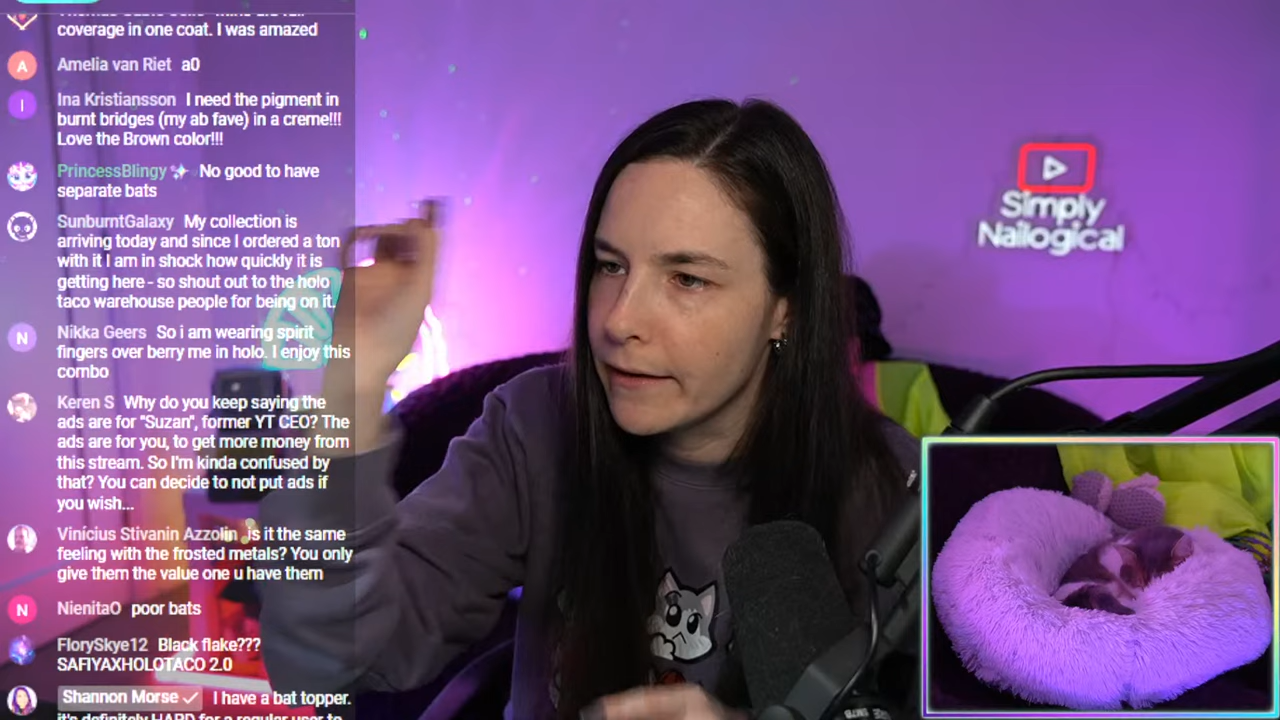 coverage in one coat. I was amazed
A Amelia van Riet a0
I Ina Kristiansson I need the pigment in
burnt bridges (my ab fave) in a creme!!!
Love the Brown color!!!
PrincessBlingy✨ No good to have
separate bats
SunburntGalaxy My collection is
arriving today and since I ordered a ton
with it I am in shock how quickly it is
getting here - so shout out to the holo
taco warehouse people for being on it.
N Nikka Geers So i am wearing spirit
fingers over berry me in holo. I enjoy this
combo
Keren S Why do you keep saying the
ads are for "Suzan", former YT CEO? The
ads are for you, to get more money from
this stream. So I'm kinda confused by
that? You can decide to not put ads if
you wish...
Vinícius Stivanin Azzolin is it the same
feeling with the frosted metals? You only
give them the value one u have them
N NienitaO poor bats
FlorySkye12 Black flake???
SAFIYAXHOLOTACO 2.0
Shannon Morse ✓ I have a bat topper.
it's definitely HARD for a regular user to
Simply
Nailogical